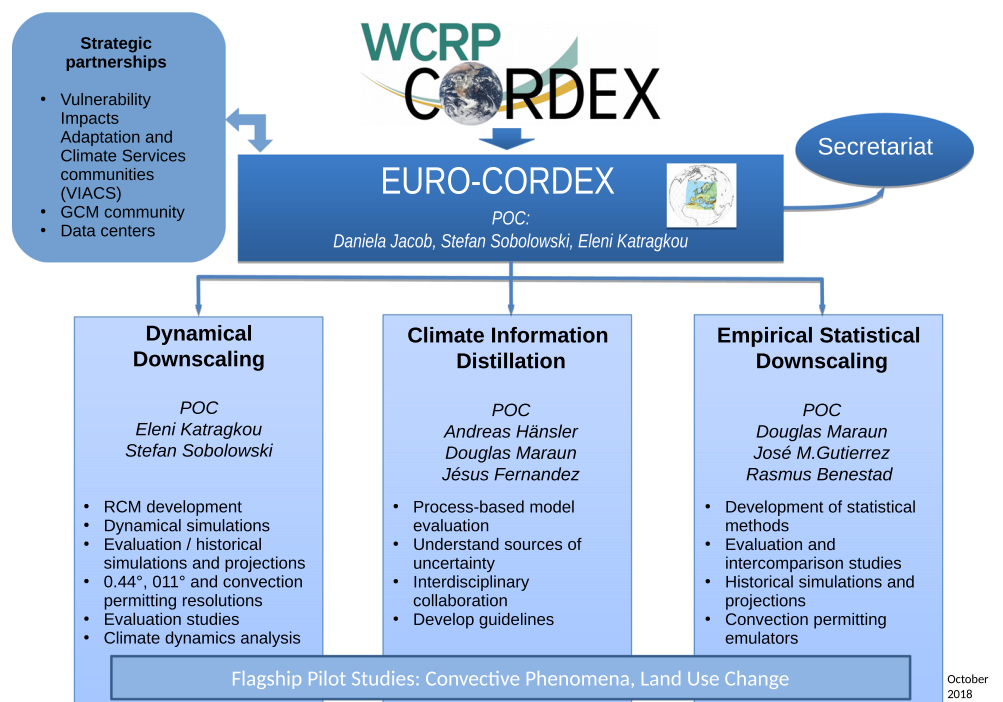 Strategic
partnerships
• Vulnerability
Impacts
Adaptation and
Climate Services
communities
(VIACS)
• GCM community
• Data centers
WCRP
CORDEX
Secretariat
EURO-CORDEX
POC:
Daniela Jacob, Stefan Sobolowski, Eleni Katragkou
Dynamical
Downscaling
POC
Eleni Katragkou
Stefan Sobolowski
• RCM development
• Dynamical simulations
• Evaluation / historical
simulations and projections
• 0.44°, 011° and convection
permitting resolutions
• Evaluation studies
• Climate dynamics analysis
Climate Information
Distillation
POC
Andreas Hänsler
Douglas Maraun
Jésus Fernandez
• Process-based model
evaluation
• Understand sources of
uncertainty
• Interdisciplinary
collaboration
• Develop guidelines
Empirical Statistical
Downscaling
POC
Douglas Maraun
José M.Gutierrez
Rasmus Benestad
• Development of statistical
methods
• Evaluation and
intercomparison studies
• Historical simulations and
projections
• Convection permitting
emulators
Flagship Pilot Studies: Convective Phenomena, Land Use Change
October
2018